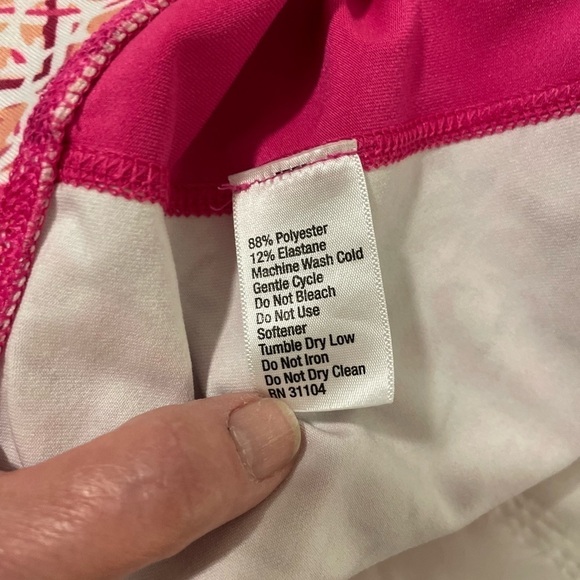 88% Polyester
12% Elastane
Machine Wash Cold
Gentle Cycle
Do Not Bleach
Do Not Use
Softener
Tumble Dry Low
Do Not Iron
Do Not Dry Clean
RN 31104